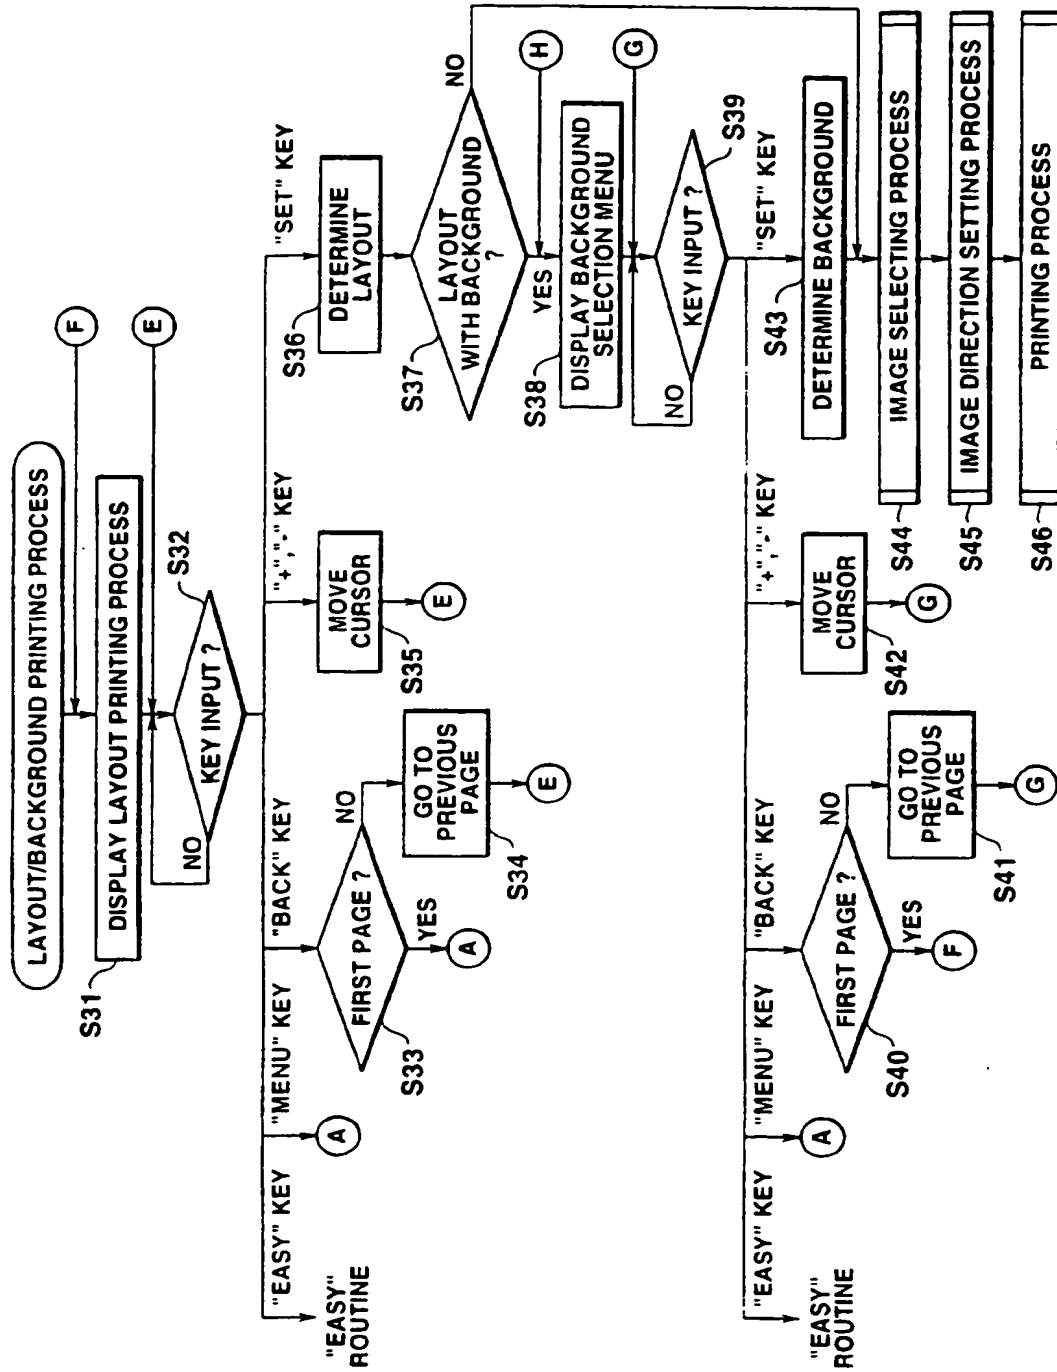 LAYOUT/BACKGROUND PRINTING PROCESS
F
S31
DISPLAY LAYOUT PRINTING PROCESS
E
S32
KEY INPUT ?
NO
"EASY" KEY
"MENU" KEY
"BACK" KEY
"+","-" KEY
"SET" KEY
"EASY"
ROUTINE
A
S33
FIRST PAGE ?
NO
YES
A
S34
GO TO
PREVIOUS
PAGE
E
S35
MOVE
CURSOR
E
S36
DETERMINE
LAYOUT
S37
LAYOUT
WITH BACKGROUND
?
NO
YES
H
S38
DISPLAY BACKGROUND
SELECTION MENU
G
S39
KEY INPUT ?
NO
"EASY" KEY
"MENU" KEY
"BACK" KEY
"+","-" KEY
"SET" KEY
"EASY"
ROUTINE
A
S40
FIRST PAGE ?
NO
YES
F
S41
GO TO
PREVIOUS
PAGE
G
S42
MOVE
CURSOR
G
S43
DETERMINE BACKGROUND
S44
IMAGE SELECTING PROCESS
S45
IMAGE DIRECTION SETTING PROCESS
S46
PRINTING PROCESS